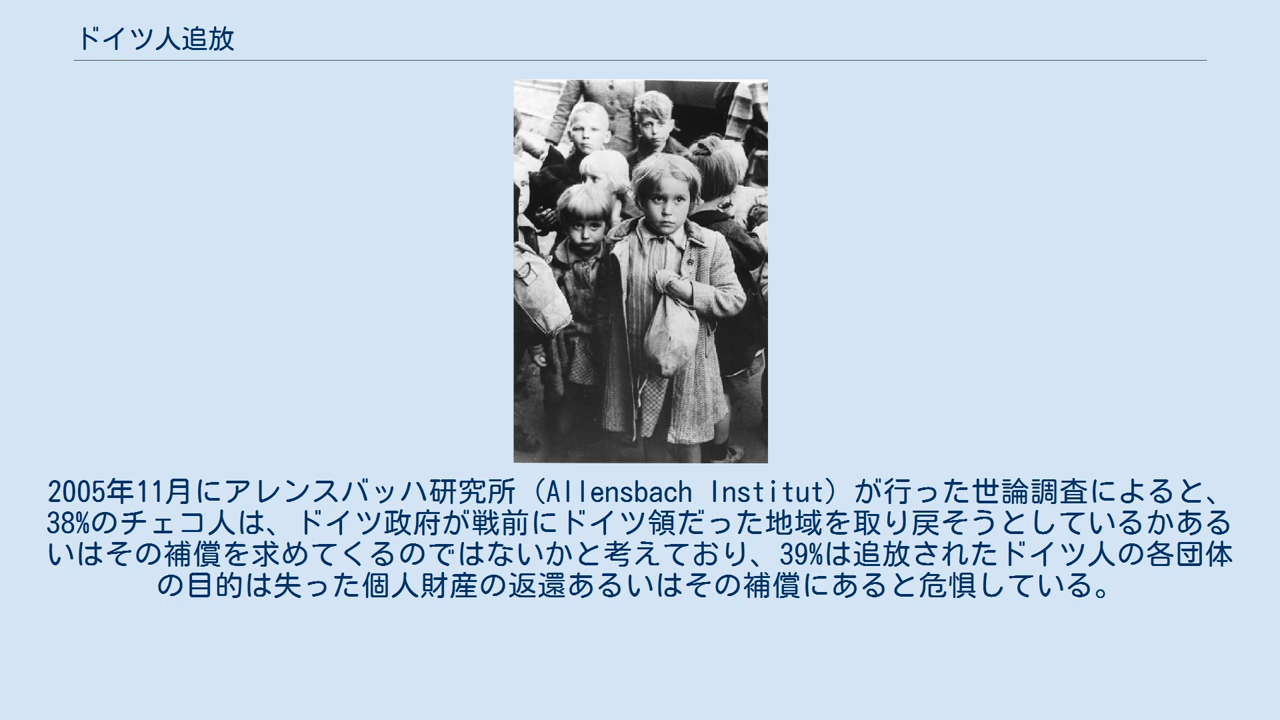 ドイツ人追放
2005年11月にアレンスバッハ研究所（Allensbach Institut）が行った世論調査によると、
38%のチェコ人は、ドイツ政府が戦前にドイツ領だった地域を取り戻そうとしているかある
いはその補償を求めてくるのではないかと考えており、39%は追放されたドイツ人の各団体
の目的は失った個人財産の返還あるいはその補償にあると危惧している。